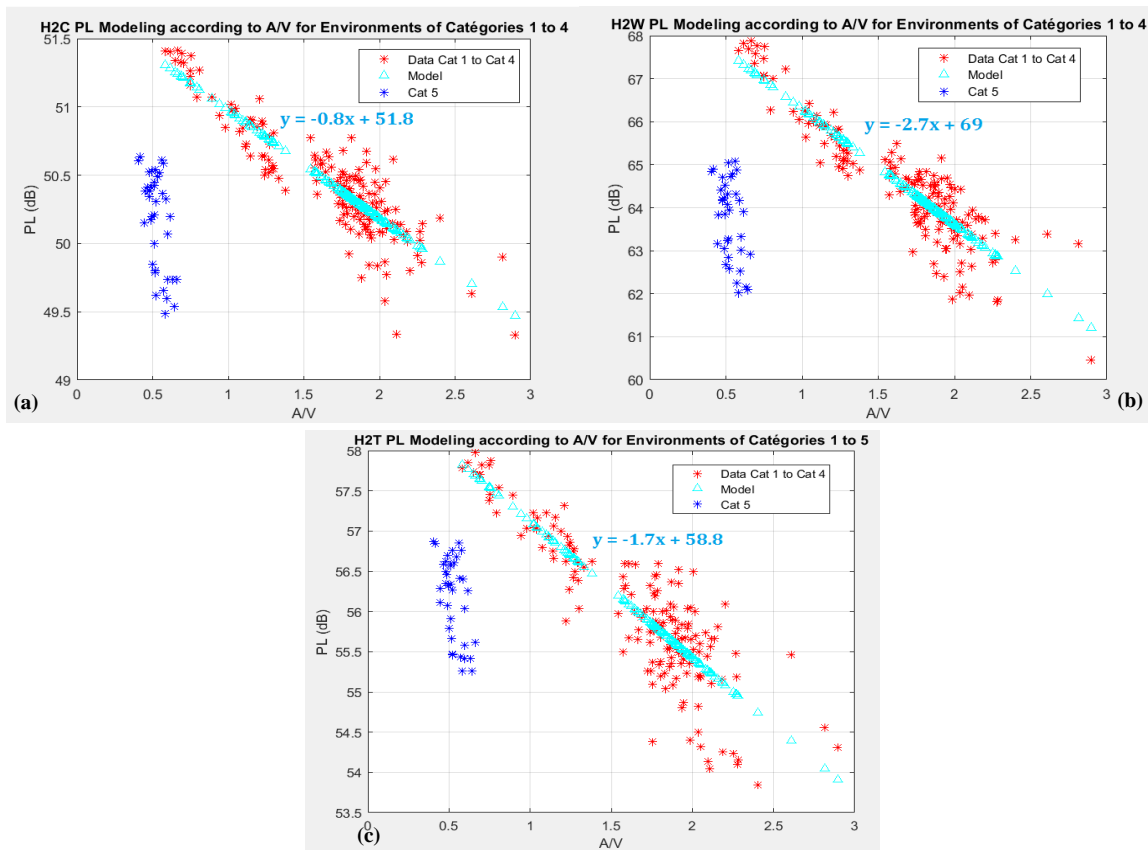 H2C PL Modeling according to A/V for Environments of Catégories 1 to 4
51.5
51
50.5
50
49.5
49
PL (dB)
Data Cat 1 to Cat 4
Model
Cat 5
y = -0.8x + 51.8
0 0.5 1 1.5 2 2.5 3
A/V
(a)
H2W PL Modeling according to A/V for Environments of Catégories 1 to 4
68
67
66
65
64
63
62
61
60
PL (dB)
Data Cat 1 to Cat 4
Model
Cat 5
y = -2.7x + 69
0 0.5 1 1.5 2 2.5 3
A/V
(b)
H2T PL Modeling according to A/V for Environments of Catégories 1 to 5
58
57.5
57
56.5
56
55.5
55
54.5
54
53.5
PL (dB)
Data Cat 1 to Cat 4
Model
Cat 5
y = -1.7x + 58.8
0 0.5 1 1.5 2 2.5 3
A/V
(c)